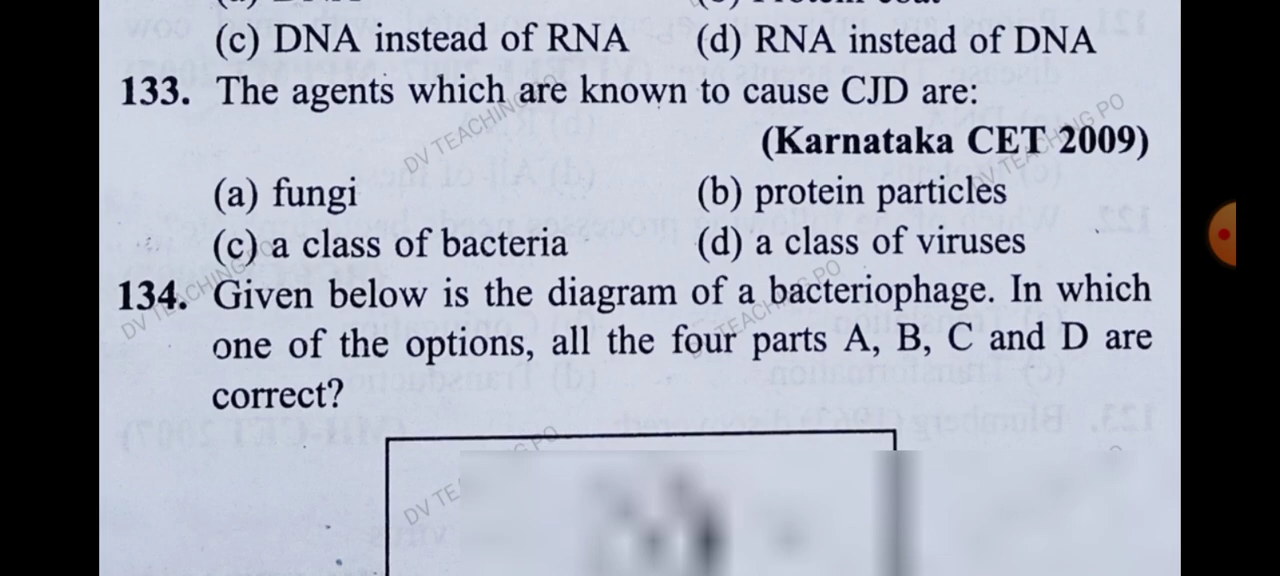 (c) DNA instead of RNA (d) RNA instead of DNA
133. The agents which are known to cause CJD are:
(Karnataka CET 2009)
(a) fungi (b) protein particles
(c) a class of bacteria (d) a class of viruses
134. Given below is the diagram of a bacteriophage. In which
one of the options, all the four parts A, B, C and D are
correct?